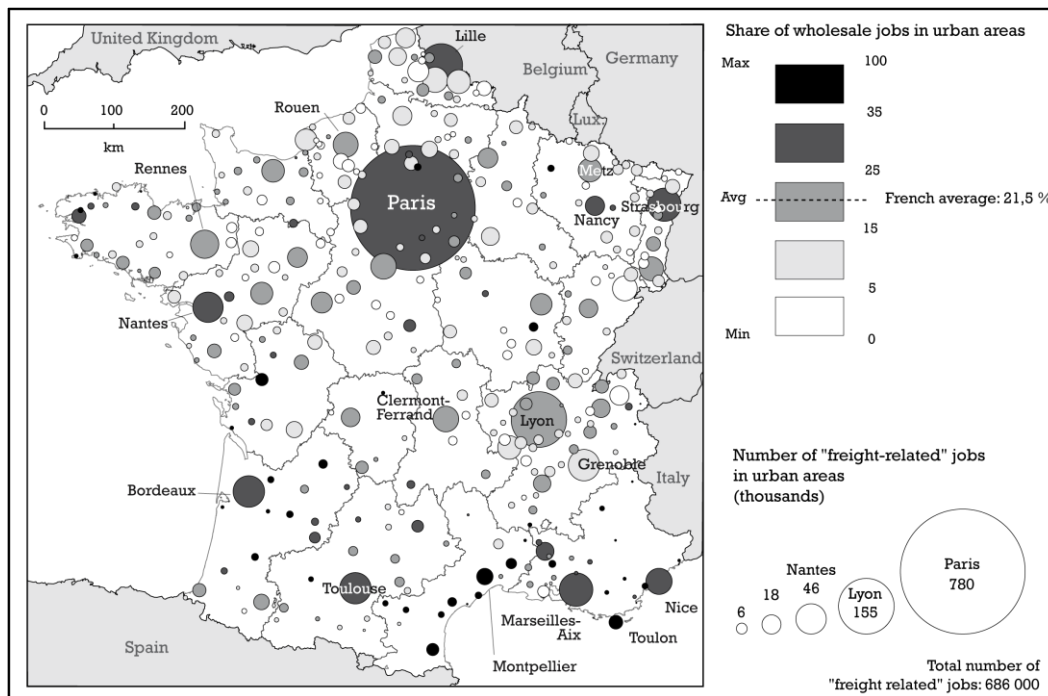 United Kingdom
Lille
Belgium
Germany
Lux.
Rouen
0 100 200
km
Rennes
Metz
Paris
Nancy
Strasbourg
Nantes
Switzerland
Clermont-
Ferrand
Lyon
Grenoble
Italy
Bordeaux
Toulouse
Marseilles-
Aix
Nice
Toulon
Montpellier
Spain
Share of wholesale jobs in urban areas
Max
100
35
25
Avg
French average: 21,5 %
15
5
Min
0
Number of "freight-related" jobs
in urban areas
(thousands)
6
18
Nantes
46
Lyon
155
Paris
780
Total number of
"freight related" jobs: 686 000